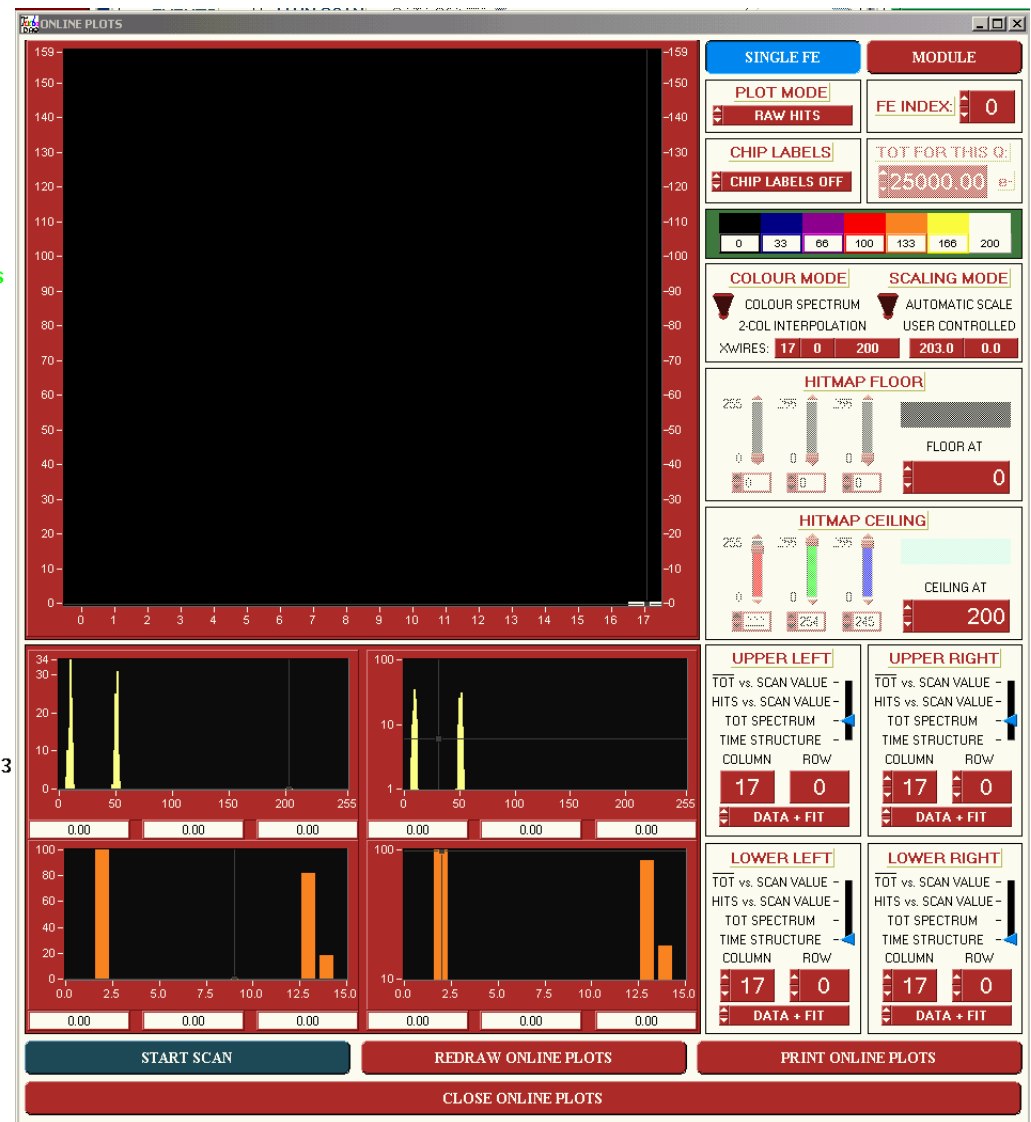 ONLINE PLOTS
159 159
150 150
140 140
130 130
120 120
110 110
100 100
90 90
80 80
70 70
60 60
50 50
40 40
30 30
20 20
10 10
0 0
0 1 2 3 4 5 6 7 8 9 10 11 12 13 14 15 16 17
SINGLE FE MODULE
PLOT MODE
RAW HITS
FE INDEX: 0
CHIP LABELS
CHIP LABELS OFF
TOT FOR THIS Q:
25000.00 e-
0 33 66 100 133 166 200
COLOUR MODE SCALING MODE
COLOUR SPECTRUM AUTOMATIC SCALE
2-COL INTERPOLATION USER CONTROLLED
XWIRES: 17 0 200 203.0 0.0
HITMAP FLOOR
255 255 255
FLOOR AT
0 0 0
0 0 0 0
HITMAP CEILING
255 255 255
CEILING AT
0 0 0
254 245 200
34
30
20
10
0
0 50 100 150 200 255
0.00 0.00 0.00
100
10
1
0 50 100 150 200 255
0.00 0.00 0.00
100
80
60
40
20
0
0.0 2.5 5.0 7.5 10.0 12.5 15.0
0.00 0.00 0.00
100
10
0.0 2.5 5.0 7.5 10.0 12.5 15.0
0.00 0.00 0.00
UPPER LEFT
TOT vs. SCAN VALUE
HITS vs. SCAN VALUE
TOT SPECTRUM
TIME STRUCTURE
COLUMN ROW
17 0
DATA + FIT
UPPER RIGHT
TOT vs. SCAN VALUE
HITS vs. SCAN VALUE
TOT SPECTRUM
TIME STRUCTURE
COLUMN ROW
17 0
DATA + FIT
LOWER LEFT
TOT vs. SCAN VALUE
HITS vs. SCAN VALUE
TOT SPECTRUM
TIME STRUCTURE
COLUMN ROW
17 0
DATA + FIT
LOWER RIGHT
TOT vs. SCAN VALUE
HITS vs. SCAN VALUE
TOT SPECTRUM
TIME STRUCTURE
COLUMN ROW
17 0
DATA + FIT
s
3
START SCAN REDRAW ONLINE PLOTS PRINT ONLINE PLOTS
CLOSE ONLINE PLOTS